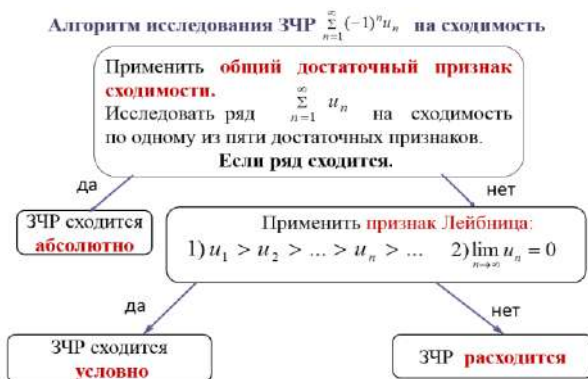 Алгоритм исследования ЗЧР $\sum_{n=1}^{\infty}(-1)^n u_n$ на сходимость
Применить общий достаточный признак
сходимости.
Исследовать ряд $\sum_{n=1}^{\infty} u_n$ на сходимость
по одному из пяти достаточных признаков.
Если ряд сходится.
да
нет
ЗЧР сходится
абсолютно
Применить признак Лейбница:
1) $u_1 > u_2 > ... > u_n > ...$ 2) $\lim_{n \to \infty} u_n = 0$
да
нет
ЗЧР сходится
условно
ЗЧР расходится